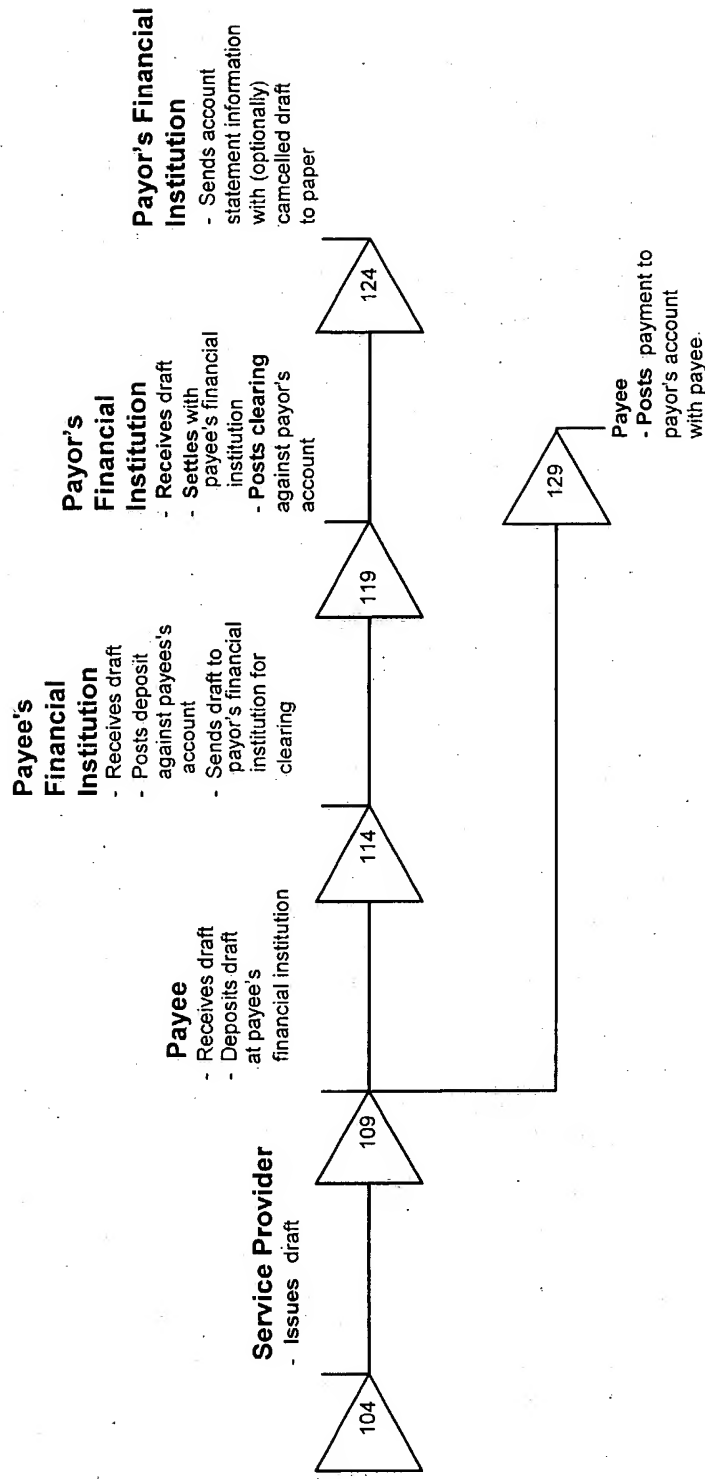 Service Provider
- Issues draft
Payee
- Receives draft
- Deposits draft
at payee's
financial institution
Payee's
Financial
Institution
- Receives draft
- Posts deposit
against payees's
account
- Sends draft to
payor's financial
institution for
clearing
Payor's
Financial
Institution
- Receives draft
- Settles with
payee's financial
institution
- Posts clearing
against payor's
account
Payor's Financial
Institution
- Sends account
statement information
with (optionally)
camcelled draft
to paper
104
109
114
119
124
129
Payee
- Posts payment to
payor's account
with payee